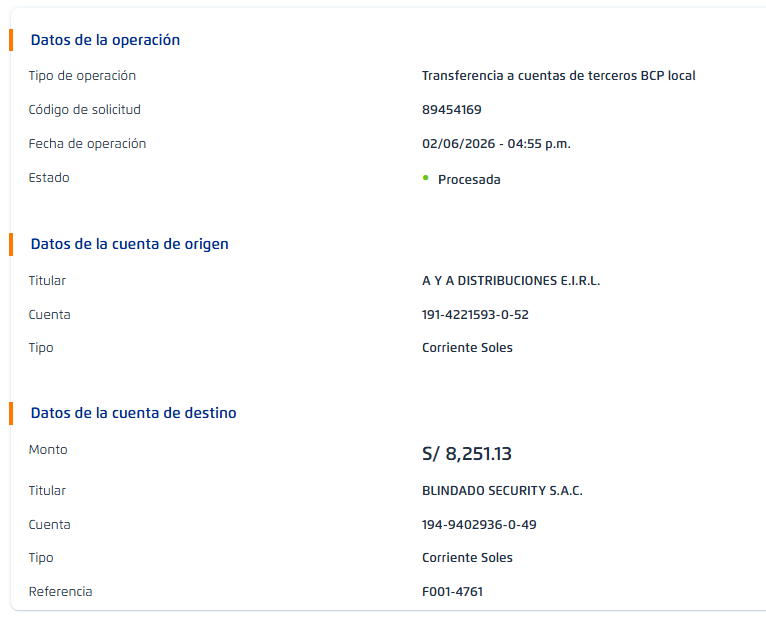 Datos de la operación
Tipo de operación Transferencia a cuentas de terceros BCP local
Código de solicitud 89454169
Fecha de operación 02/06/2026 - 04:55 p.m.
Estado Procesada
Datos de la cuenta de origen
Titular A Y A DISTRIBUCIONES E.I.R.L.
Cuenta 191-4221593-0-52
Tipo Corriente Soles
Datos de la cuenta de destino
Monto S/ 8,251.13
Titular BLINDADO SECURITY S.A.C.
Cuenta 194-9402936-0-49
Tipo Corriente Soles
Referencia F001-4761